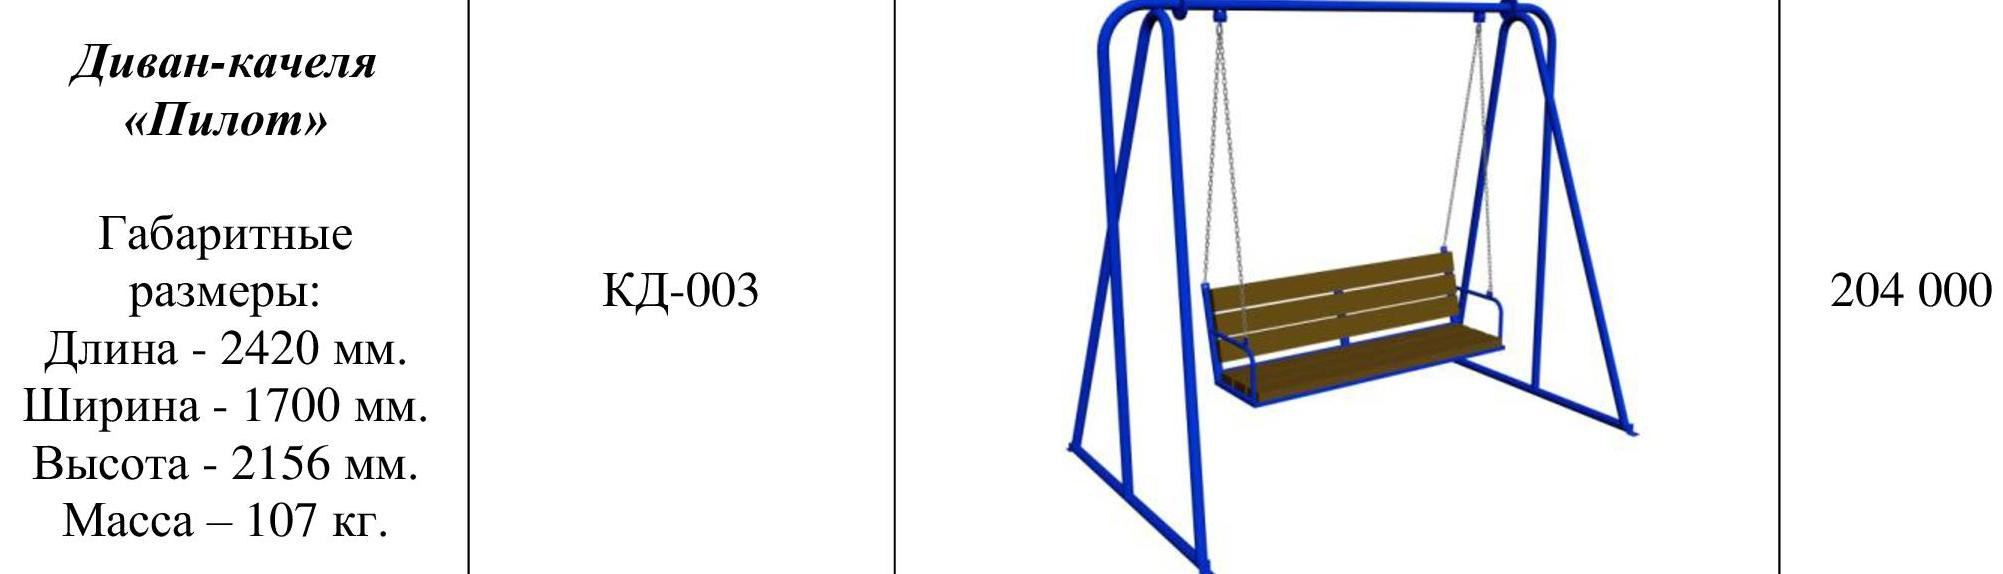 Диван-качеля
«Пилот»
Габаритные
размеры:
Длина - 2420 мм.
Ширина - 1700 мм.
Высота - 2156 мм.
Масса – 107 кг.
КД-003
204 000